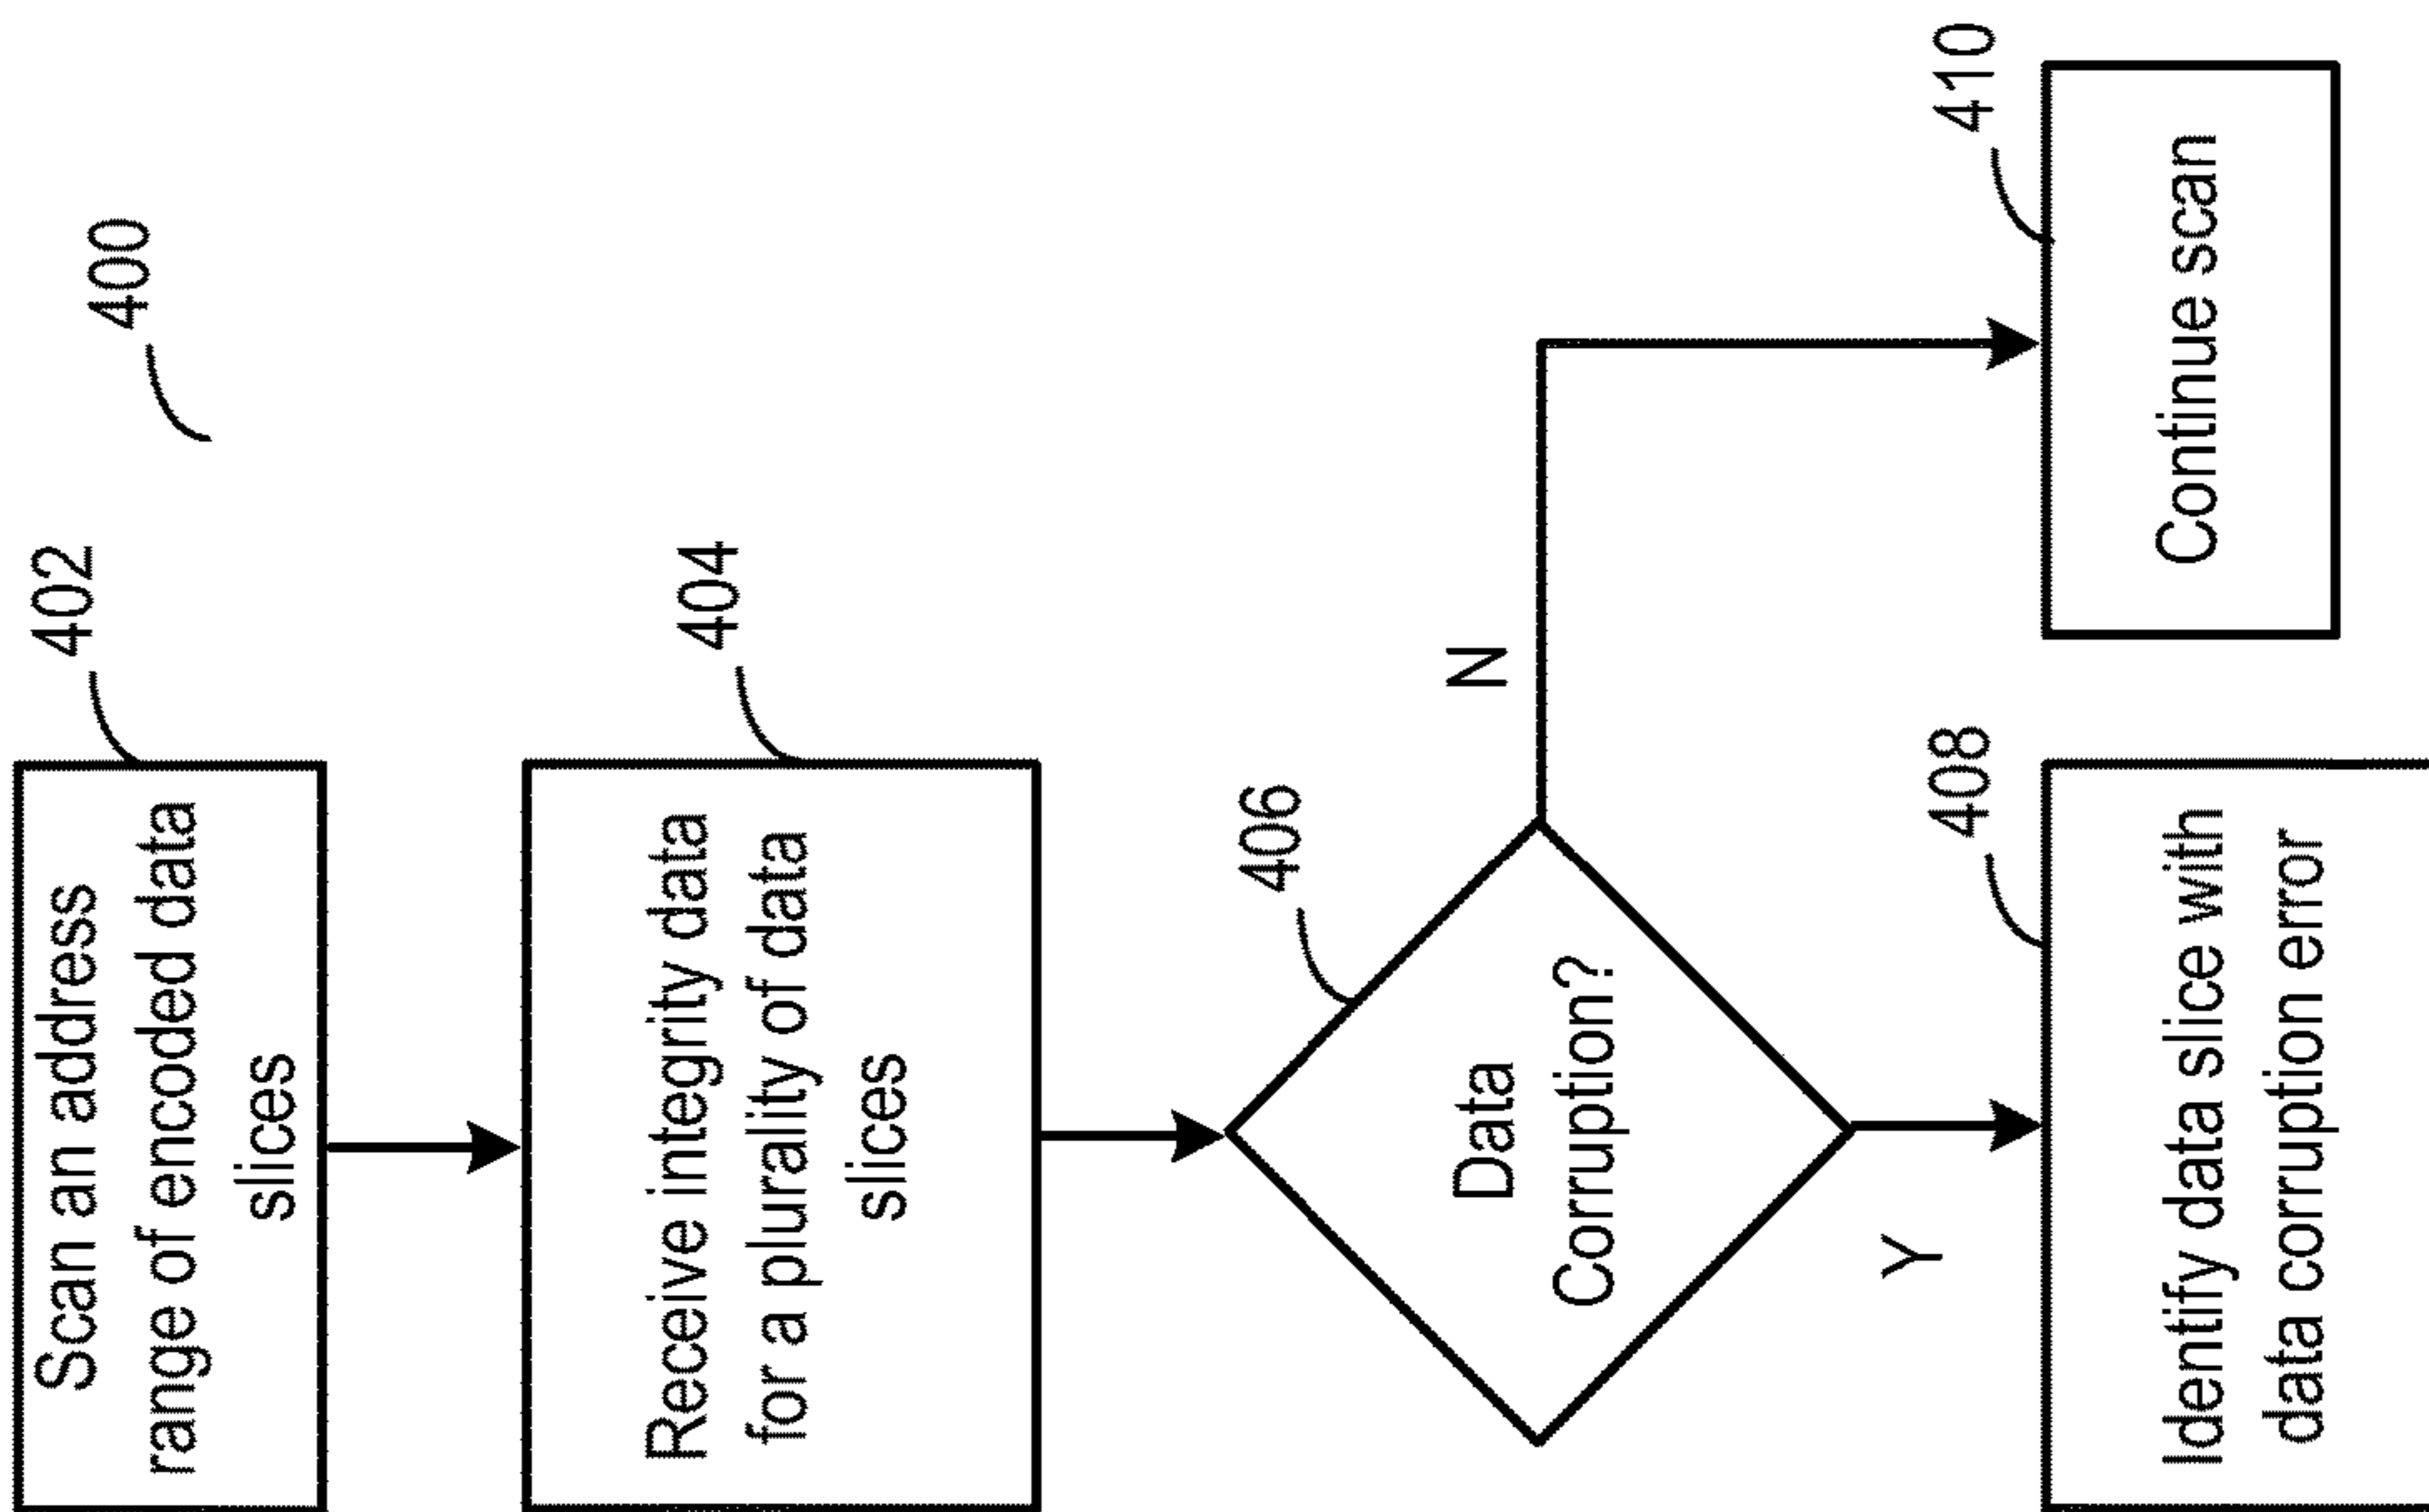 400
402
Scan an address
range of encoded data
slices
404
Receive integrity data
for a plurality of data
slices
406
Data
Corruption?
N
Y
408
Identify data slice with
data corruption error
410
Continue scan